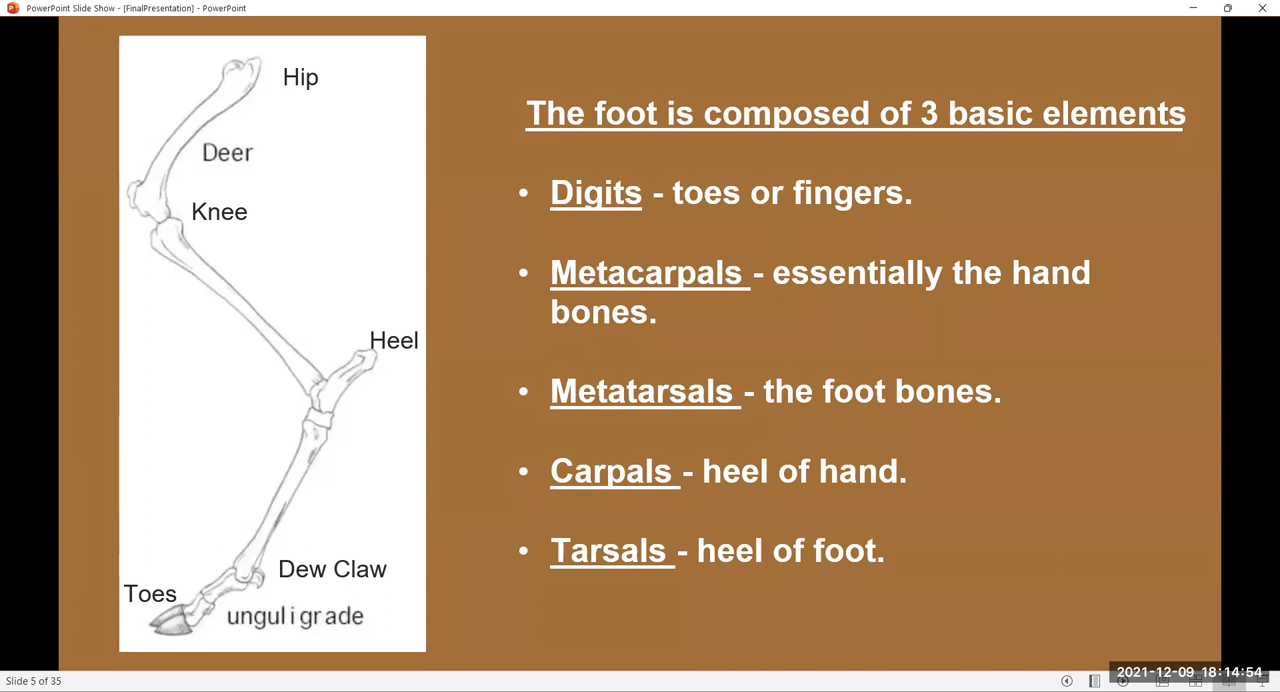 PowerPoint Slide Show - [FinalPresentation] - PowerPoint
Hip
Deer
Knee
Heel
Dew Claw
Toes
unguligrade
The foot is composed of 3 basic elements
• Digits - toes or fingers.
• Metacarpals - essentially the hand
bones.
• Metatarsals - the foot bones.
• Carpals - heel of hand.
• Tarsals - heel of foot.
Slide 5 of 35
2021-12-09 18:14:54